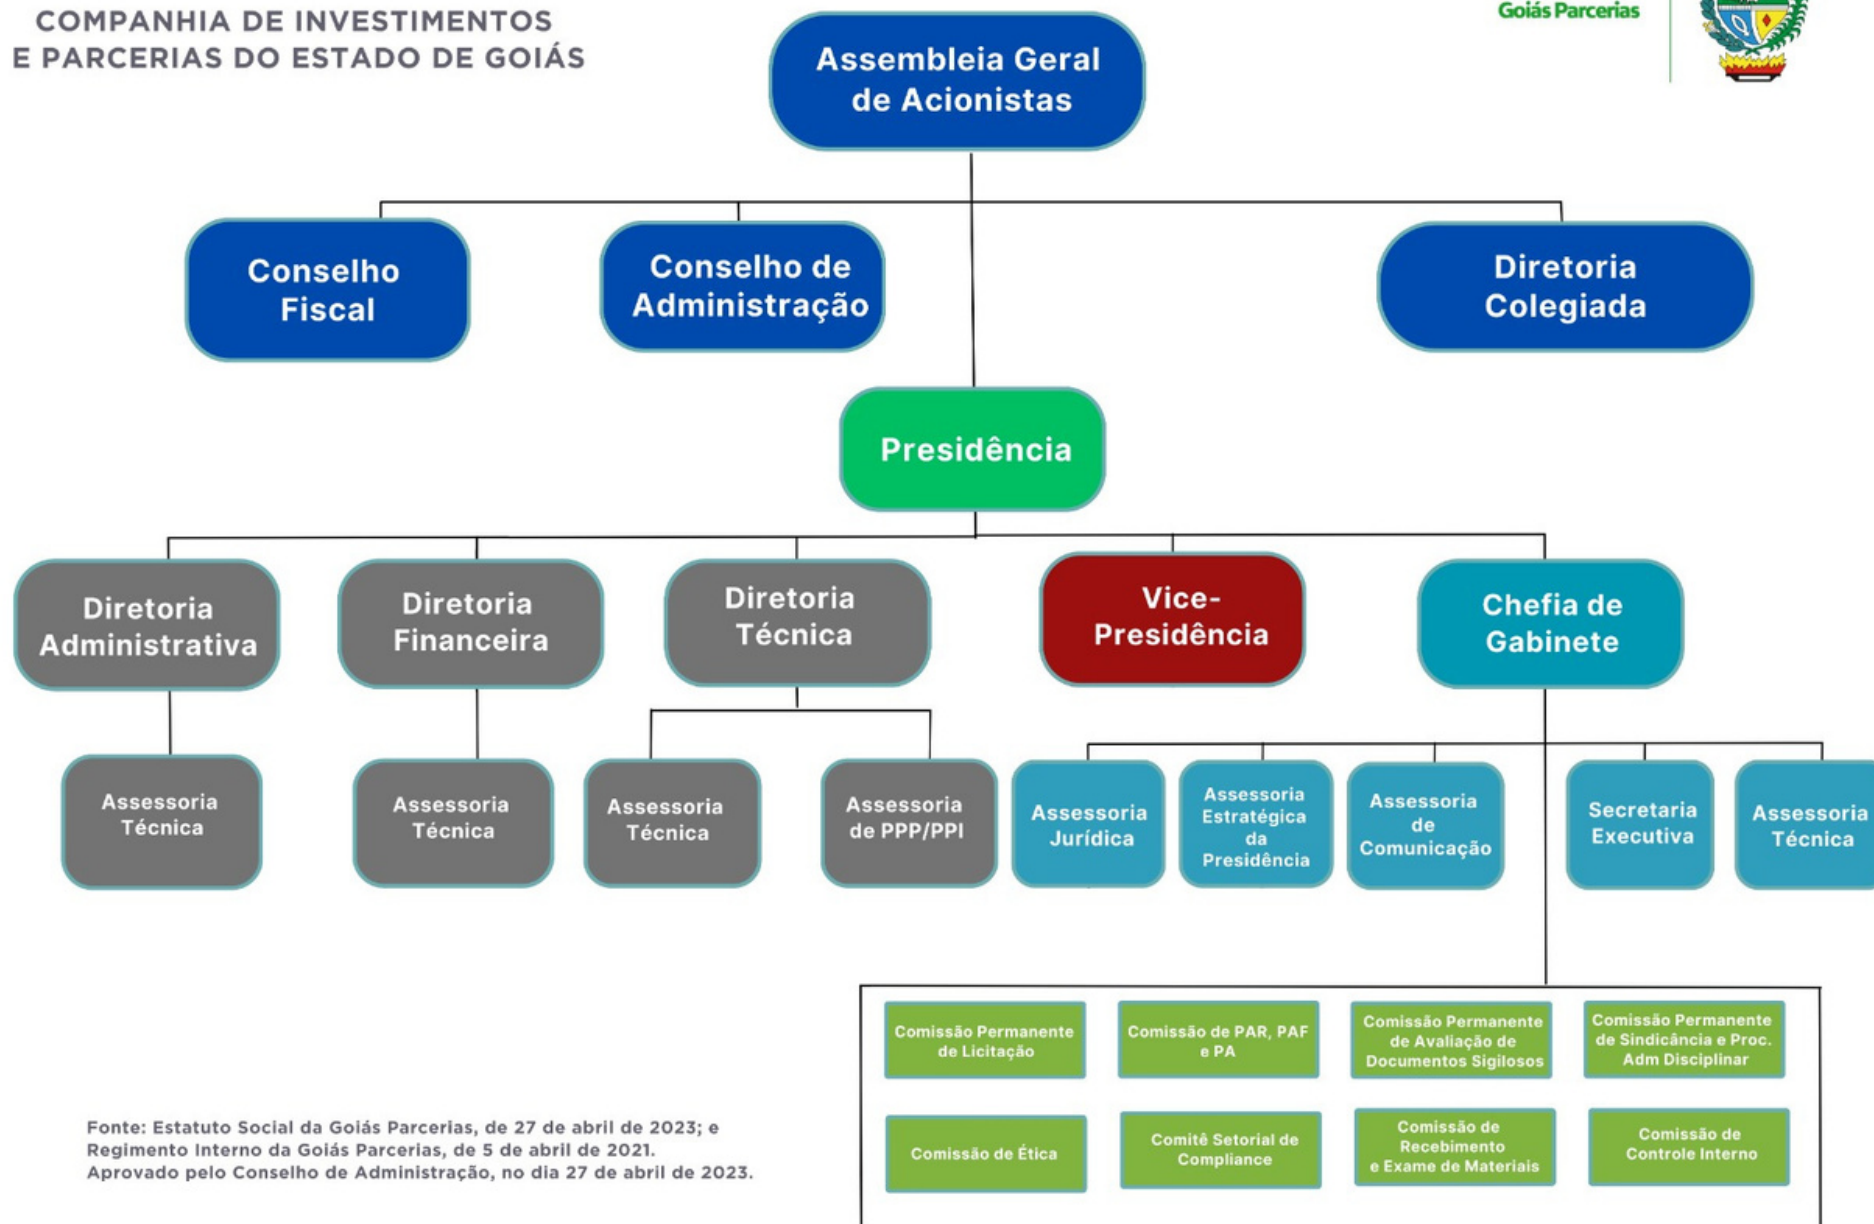 COMPANHIA DE INVESTIMENTOS
E PARCERIAS DO ESTADO DE GOIÁS
Goiás Parcerias
Assembleia Geral
de Acionistas
Conselho
Fiscal
Conselho de
Administração
Diretoria
Colegiada
Presidência
Diretoria
Administrativa
Diretoria
Financeira
Diretoria
Técnica
Vice-
Presidência
Chefia de
Gabinete
Assessoria
Técnica
Assessoria
Técnica
Assessoria
Técnica
Assessoria
de PPP/PPI
Assessoria
Jurídica
Assessoria
Estratégica
da
Presidência
Assessoria
de
Comunicação
Secretaria
Executiva
Assessoria
Técnica
Comissão Permanente
de Licitação
Comissão de PAR, PAF
e PA
Comissão Permanente
de Avaliação de
Documentos Sigilosos
Comissão Permanente
de Sindicância e Proc.
Adm Disciplinar
Comissão de Ética
Comitê Setorial de
Compliance
Comissão de
Recebimento
e Exame de Materiais
Comissão de
Controle Interno
Fonte: Estatuto Social da Goiás Parcerias, de 27 de abril de 2023; e
Regimento Interno da Goiás Parcerias, de 5 de abril de 2021.
Aprovado pelo Conselho de Administração, no dia 27 de abril de 2023.